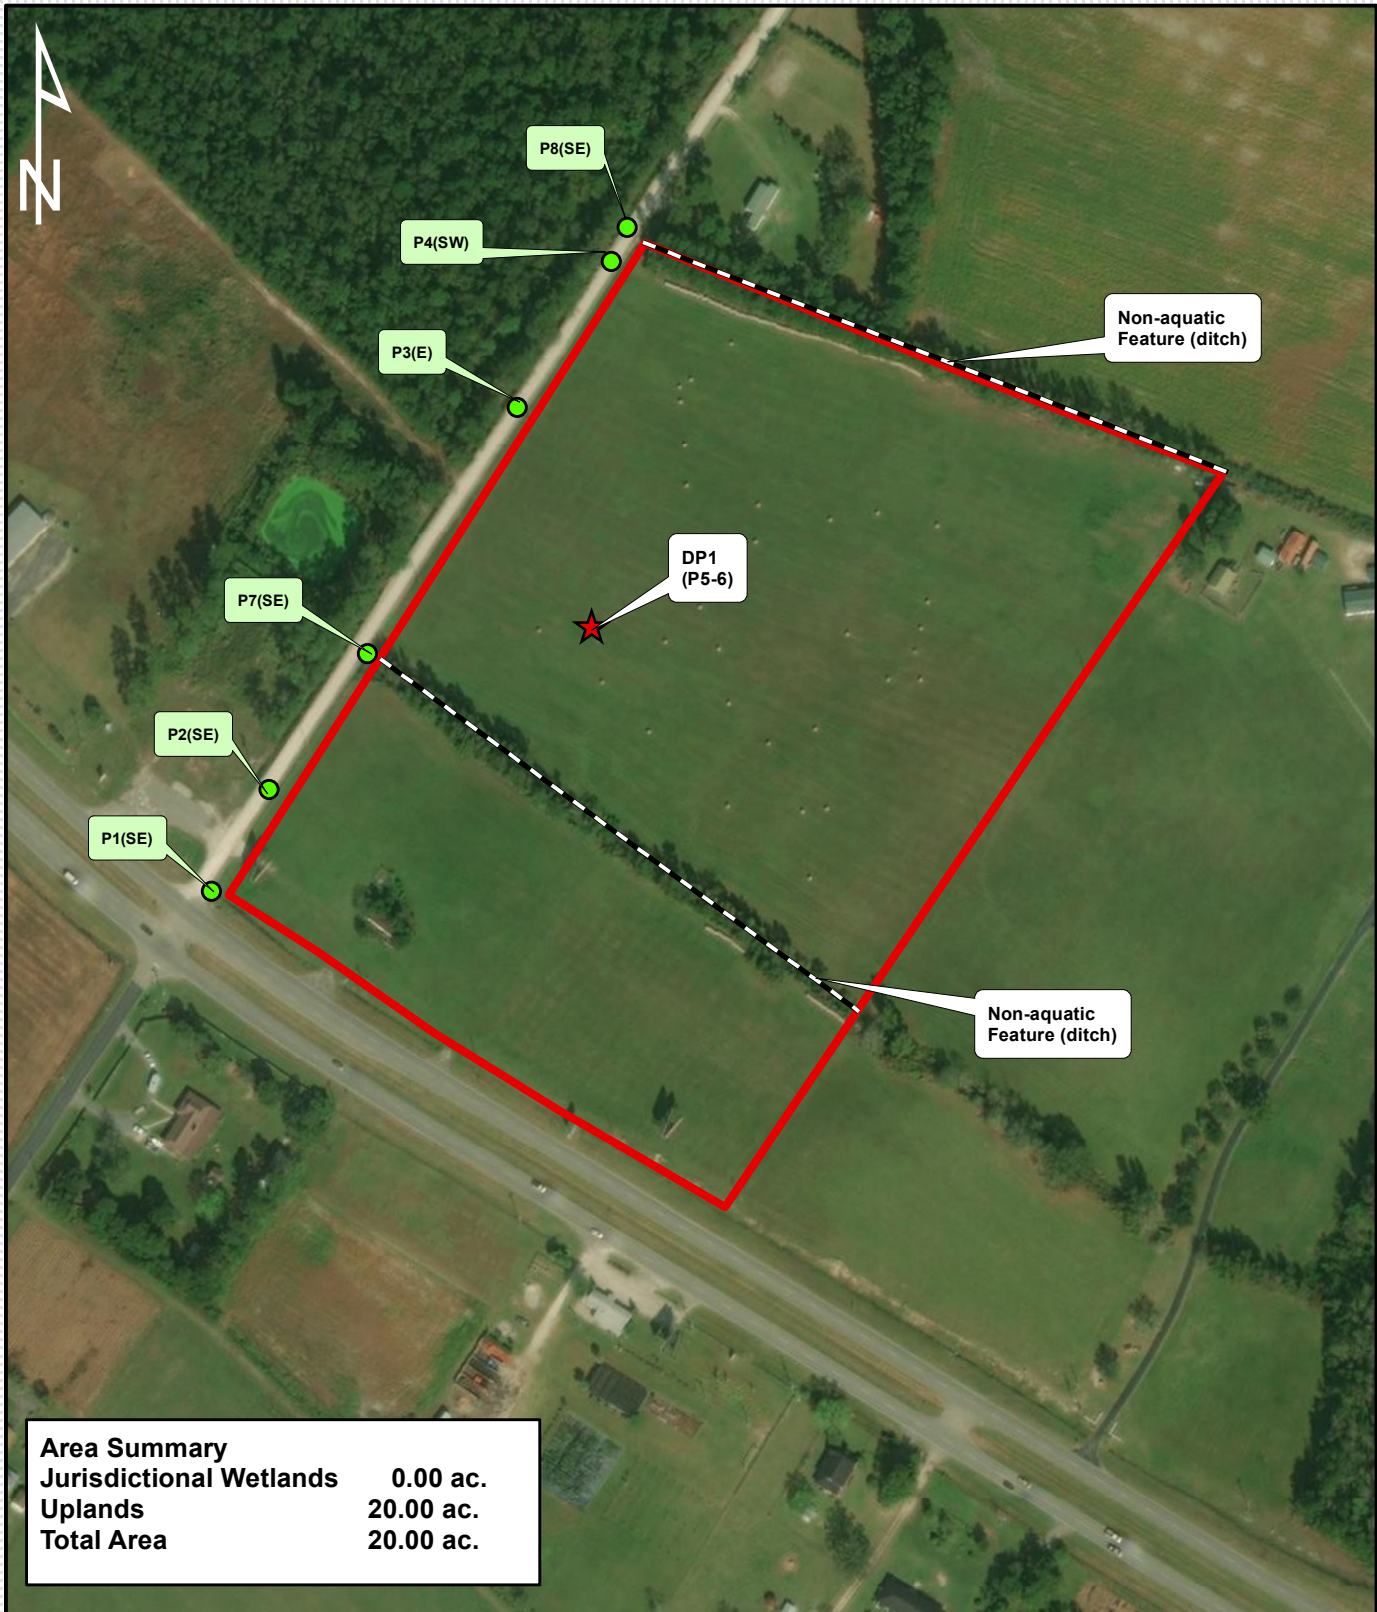 N
P8(SE)
P4(SW)
Non-aquatic
Feature (ditch)
P3(E)
DP1
(P5-6)
P7(SE)
P2(SE)
P1(SE)
Non-aquatic
Feature (ditch)
Area Summary
Jurisdictional Wetlands 0.00 ac.
Uplands 20.00 ac.
Total Area 20.00 ac.